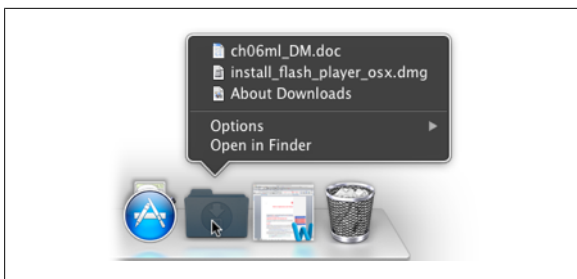 ch06ml_DM.doc
install_flash_player_osx.dmg
About Downloads
Options
Open in Finder